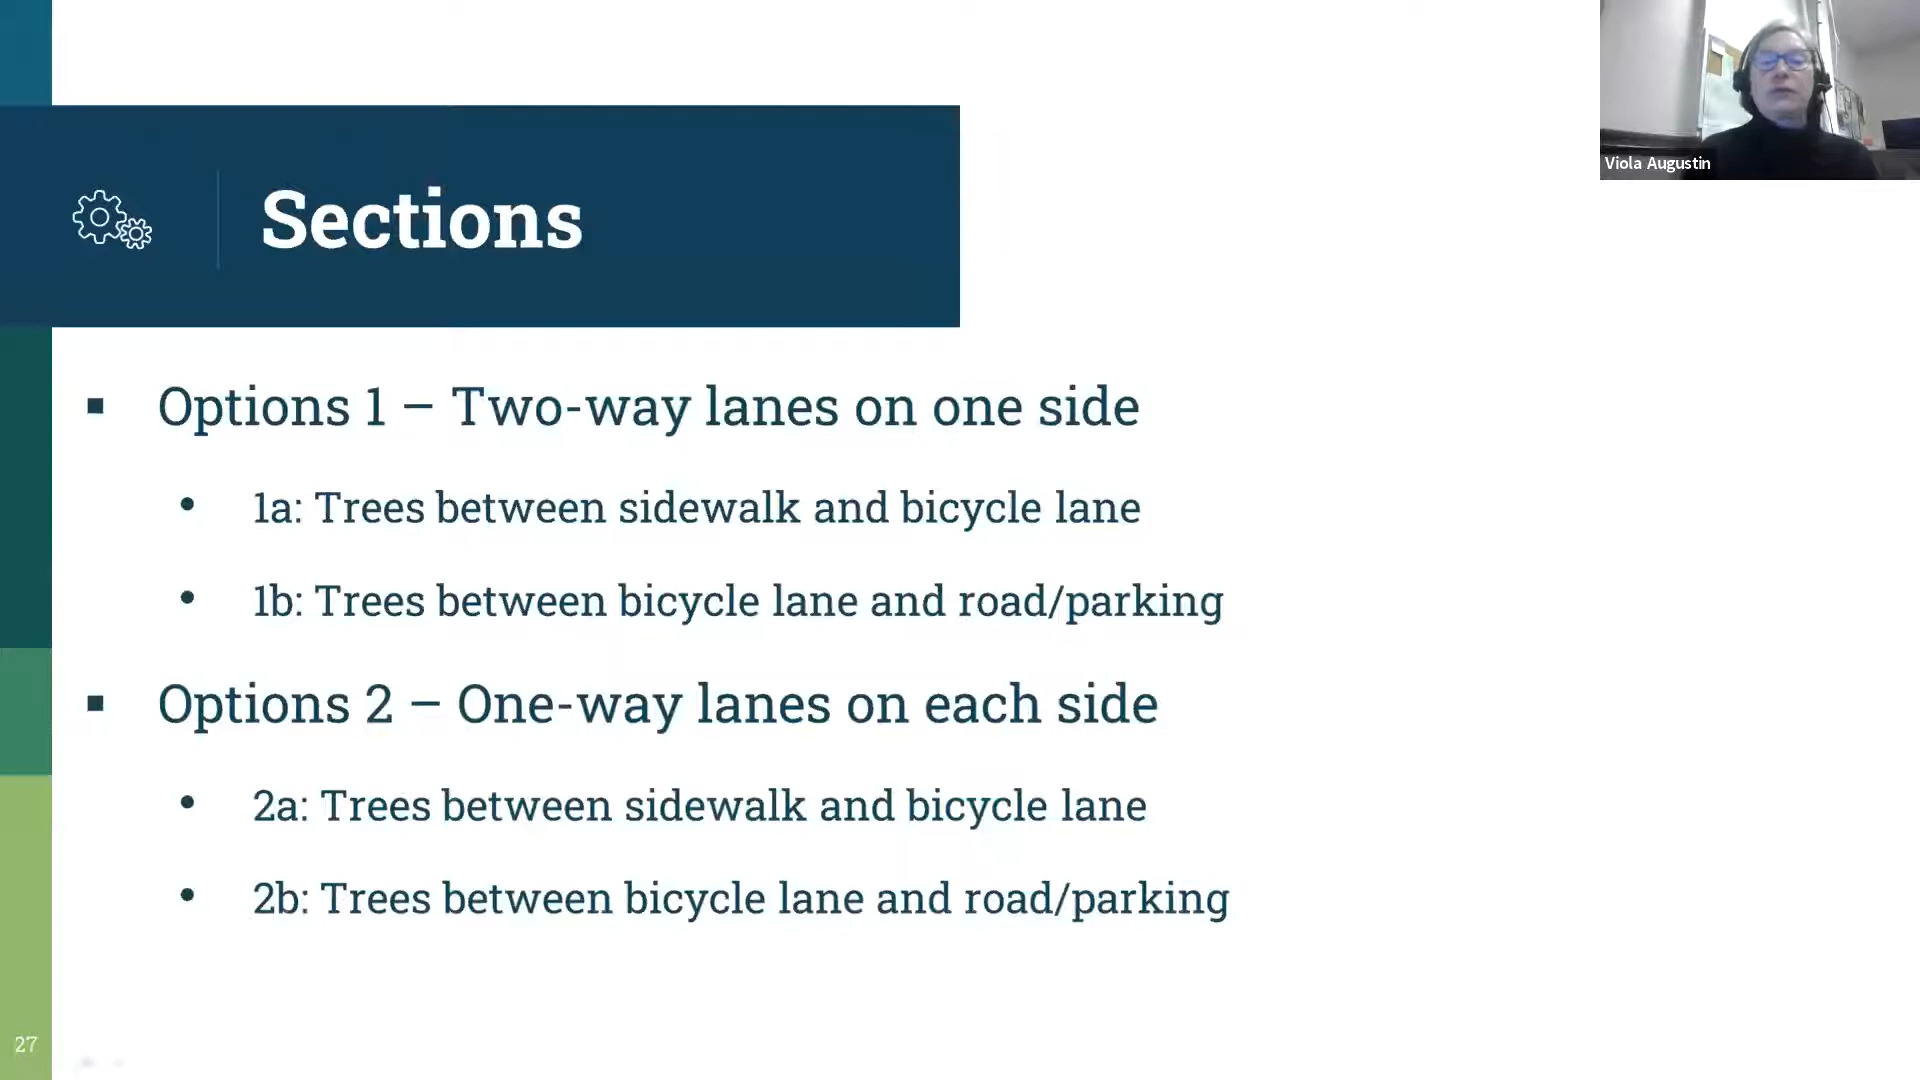 Viola Augustin
Sections
Options 1 – Two-way lanes on one side
1a: Trees between sidewalk and bicycle lane
1b: Trees between bicycle lane and road/parking
Options 2 – One-way lanes on each side
2a: Trees between sidewalk and bicycle lane
2b: Trees between bicycle lane and road/parking
27